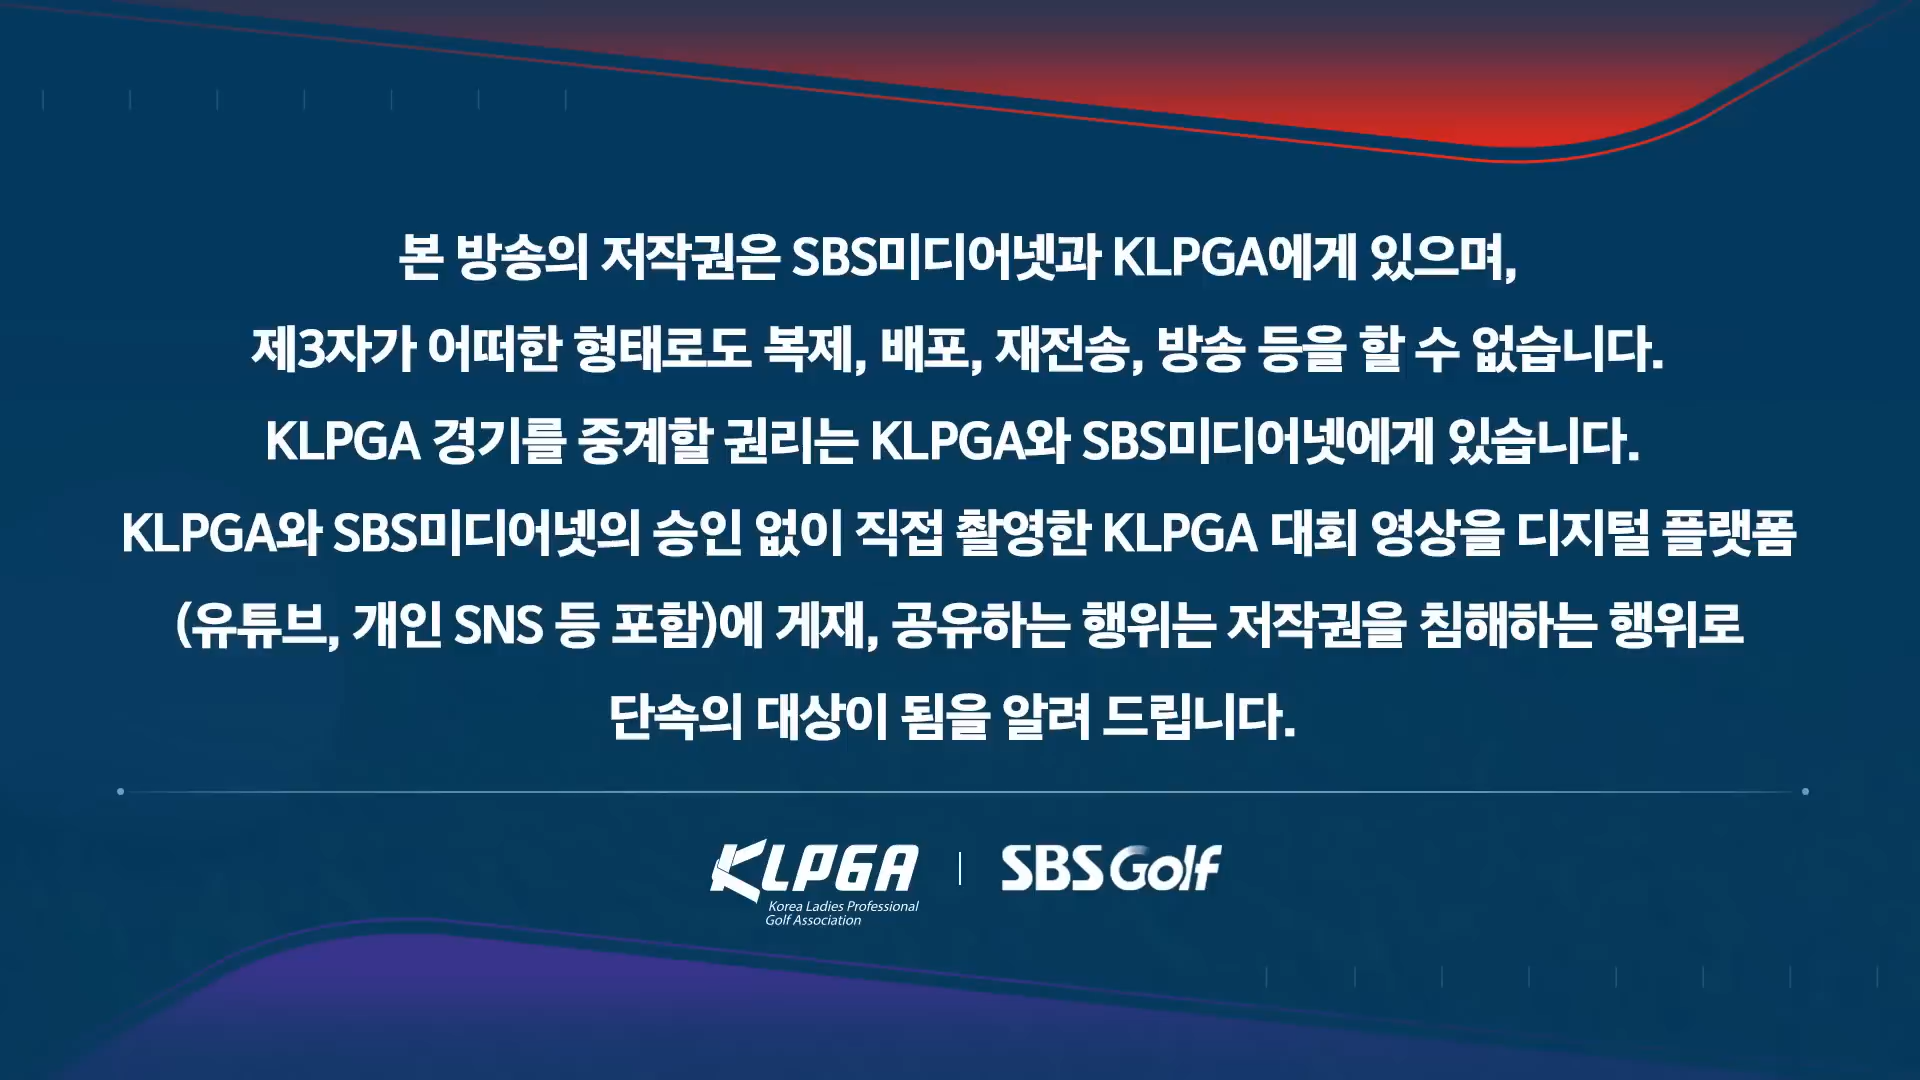 본 방송의 저작권은 SBS미디어넷과 KLPGA에게 있으며,
제3자가 어떠한 형태로도 복제, 배포, 재전송, 방송 등을 할 수 없습니다.
KLPGA 경기를 중계할 권리는 KLPGA와 SBS미디어넷에게 있습니다.
KLPGA와 SBS미디어넷의 승인 없이 직접 촬영한 KLPGA 대회 영상을 디지털 플랫폼
(유튜브, 개인 SNS 등 포함)에 게재, 공유하는 행위는 저작권을 침해하는 행위로
단속의 대상이 됨을 알려 드립니다.
KLPGA
Korea Ladies Professional
Golf Association
SBS Golf